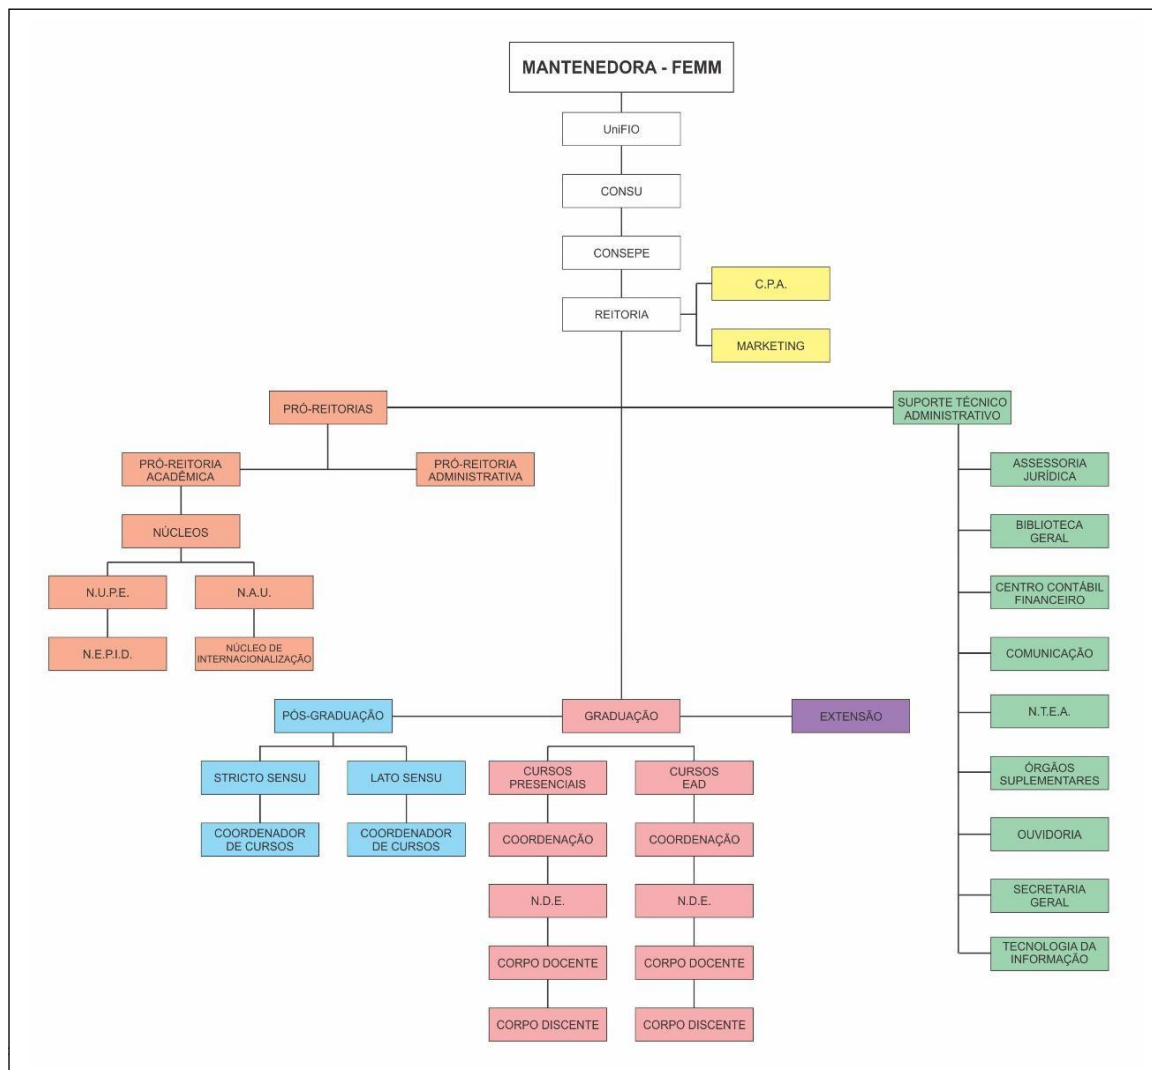 MANTENEDORA - FEMM
UniFIO
CONSU
CONSEPE
REITORIA
C.P.A.
MARKETING
PRÓ-REITORIAS
PRÓ-REITORIA
ACADÊMICA
PRÓ-REITORIA
ADMINISTRATIVA
NÚCLEOS
N.U.P.E.
N.A.U.
N.E.P.I.D.
NÚCLEO DE
INTERNACIONALIZAÇÃO
SUPORTE TÉCNICO
ADMINISTRATIVO
ASSESSORIA
JURÍDICA
BIBLIOTECA
GERAL
CENTRO CONTÁBIL
FINANCEIRO
COMUNICAÇÃO
N.T.E.A.
ÓRGÃOS
SUPLEMENTARES
OUVIDORIA
SECRETARIA
GERAL
TECNOLOGIA DA
INFORMAÇÃO
PÓS-GRADUAÇÃO
GRADUAÇÃO
EXTENSÃO
STRICTO SENSU
LATO SENSU
COORDENADOR
DE CURSOS
COORDENADOR
DE CURSOS
CURSOS
PRESENCIAIS
COORDENAÇÃO
N.D.E.
CORPO DOCENTE
CORPO DISCENTE
CURSOS
EAD
COORDENAÇÃO
N.D.E.
CORPO DOCENTE
CORPO DISCENTE